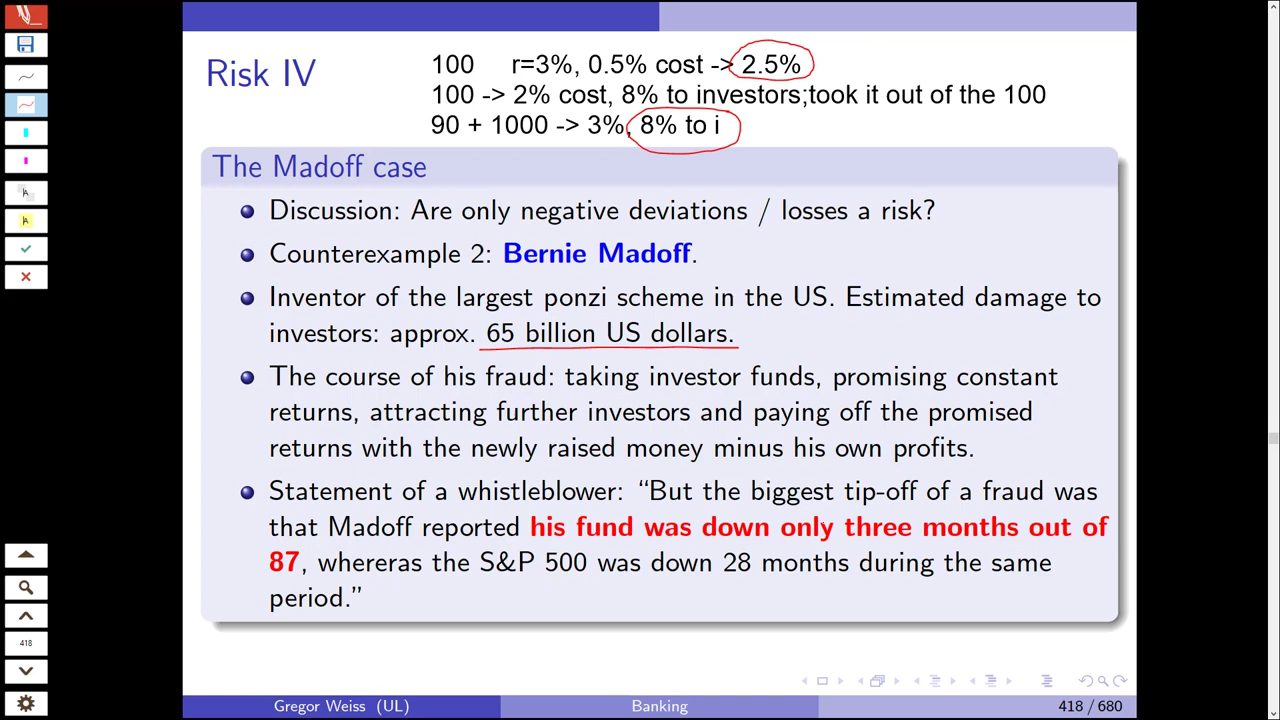 Risk IV
100 r=3%, 0.5% cost -> 2.5%
100 -> 2% cost, 8% to investors;took it out of the 100
90 + 1000 -> 3%, 8% to i
The Madoff case
Discussion: Are only negative deviations / losses a risk?
Counterexample 2: Bernie Madoff.
Inventor of the largest ponzi scheme in the US. Estimated damage to
investors: approx. 65 billion US dollars.
The course of his fraud: taking investor funds, promising constant
returns, attracting further investors and paying off the promised
returns with the newly raised money minus his own profits.
Statement of a whistleblower: “But the biggest tip-off of a fraud was
that Madoff reported his fund was down only three months out of
87, whereras the S&P 500 was down 28 months during the same
period.”
418
Gregor Weiss (UL) Banking 418 / 680